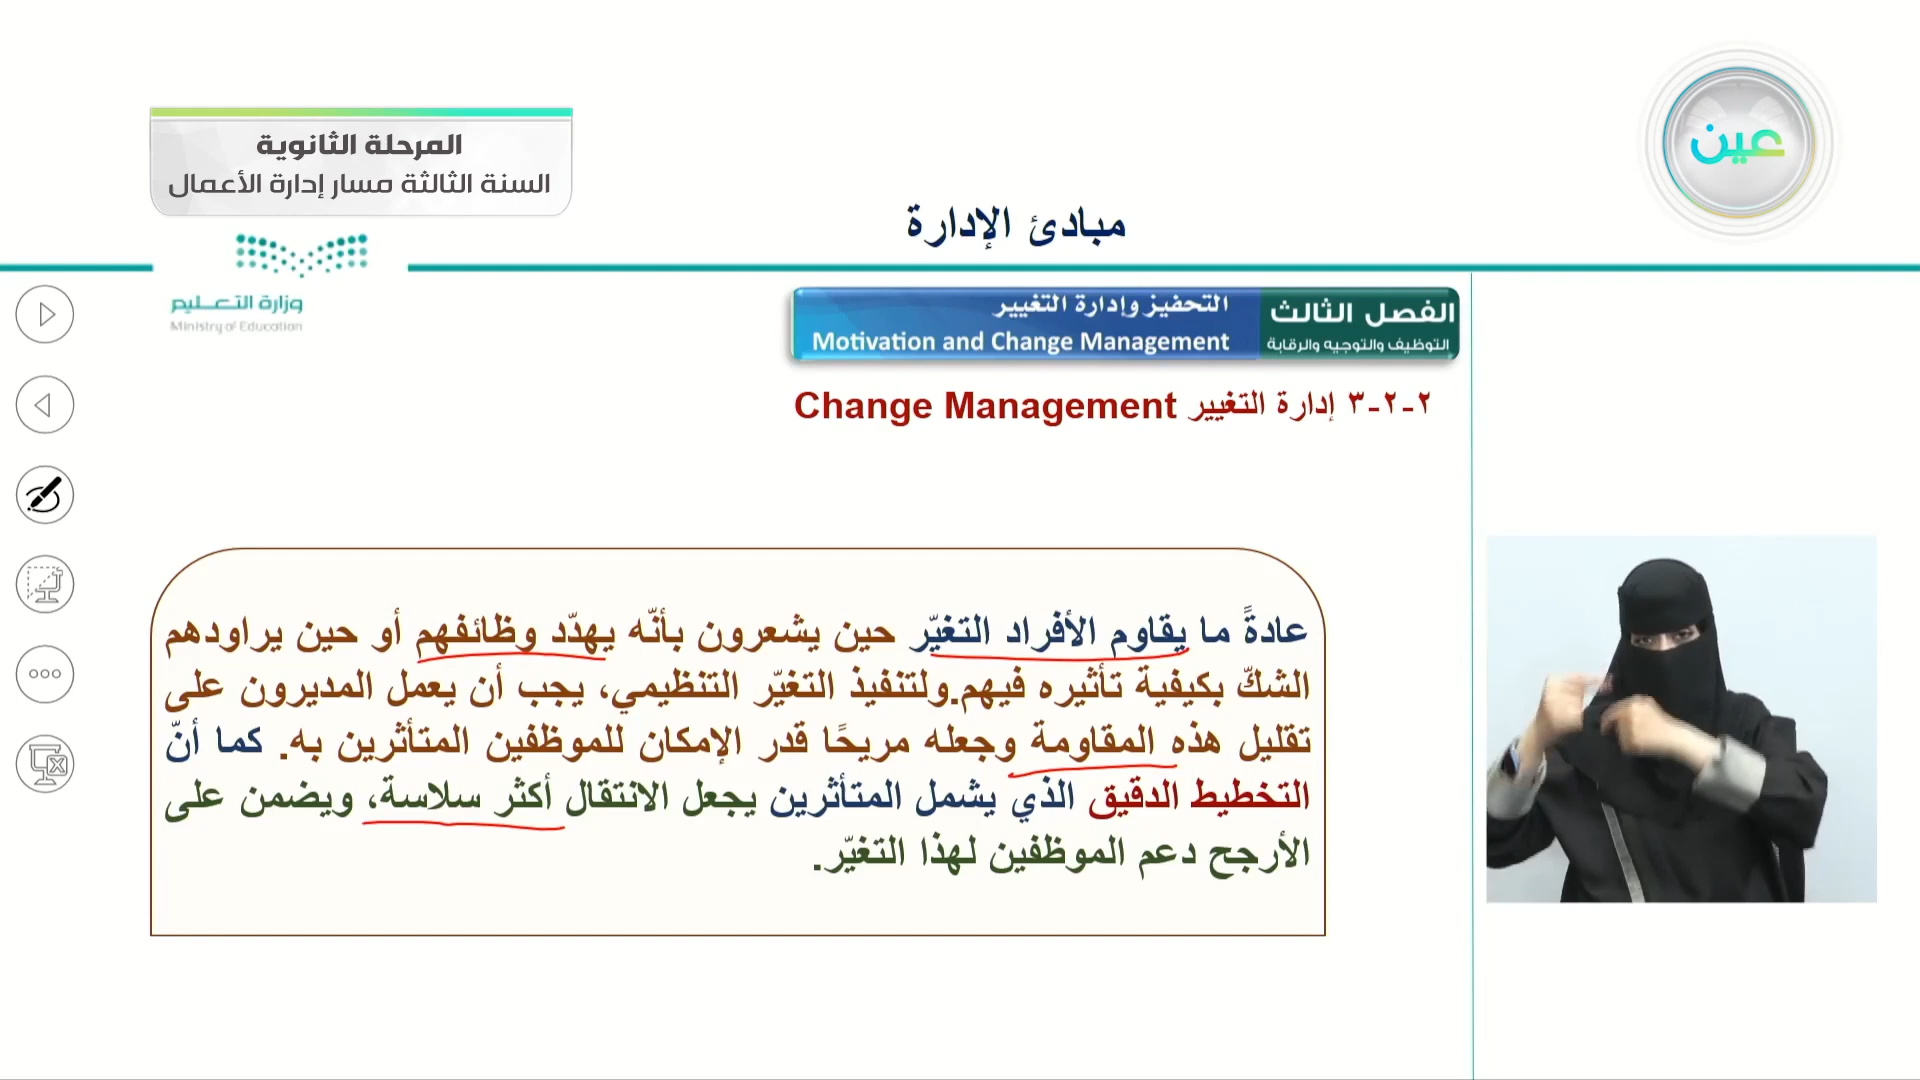 عين
المرحلة الثانوية
السنة الثالثة مسار إدارة الأعمال
مبادئ الإدارة
وزارة التعليم
Ministry of Education
الفصل الثالث
التوظيف والتوجيه والرقابة
التحفيز وإدارة التغيير
Motivation and Change Management
٣-٢-٢ إدارة التغيير Change Management
عادةً ما يقاوم الأفراد التغيّر حين يشعرون بأنّه يهدّد وظائفهم أو حين يراودهم
الشكّ بكيفية تأثيره فيهم.ولتنفيذ التغيّر التنظيمي، يجب أن يعمل المديرون على
تقليل هذه المقاومة وجعله مريحًا قدر الإمكان للموظفين المتأثرين به. كما أنّ
التخطيط الدقيق الذي يشمل المتأثرين يجعل الانتقال أكثر سلاسة، ويضمن على
الأرجح دعم الموظفين لهذا التغيّر.